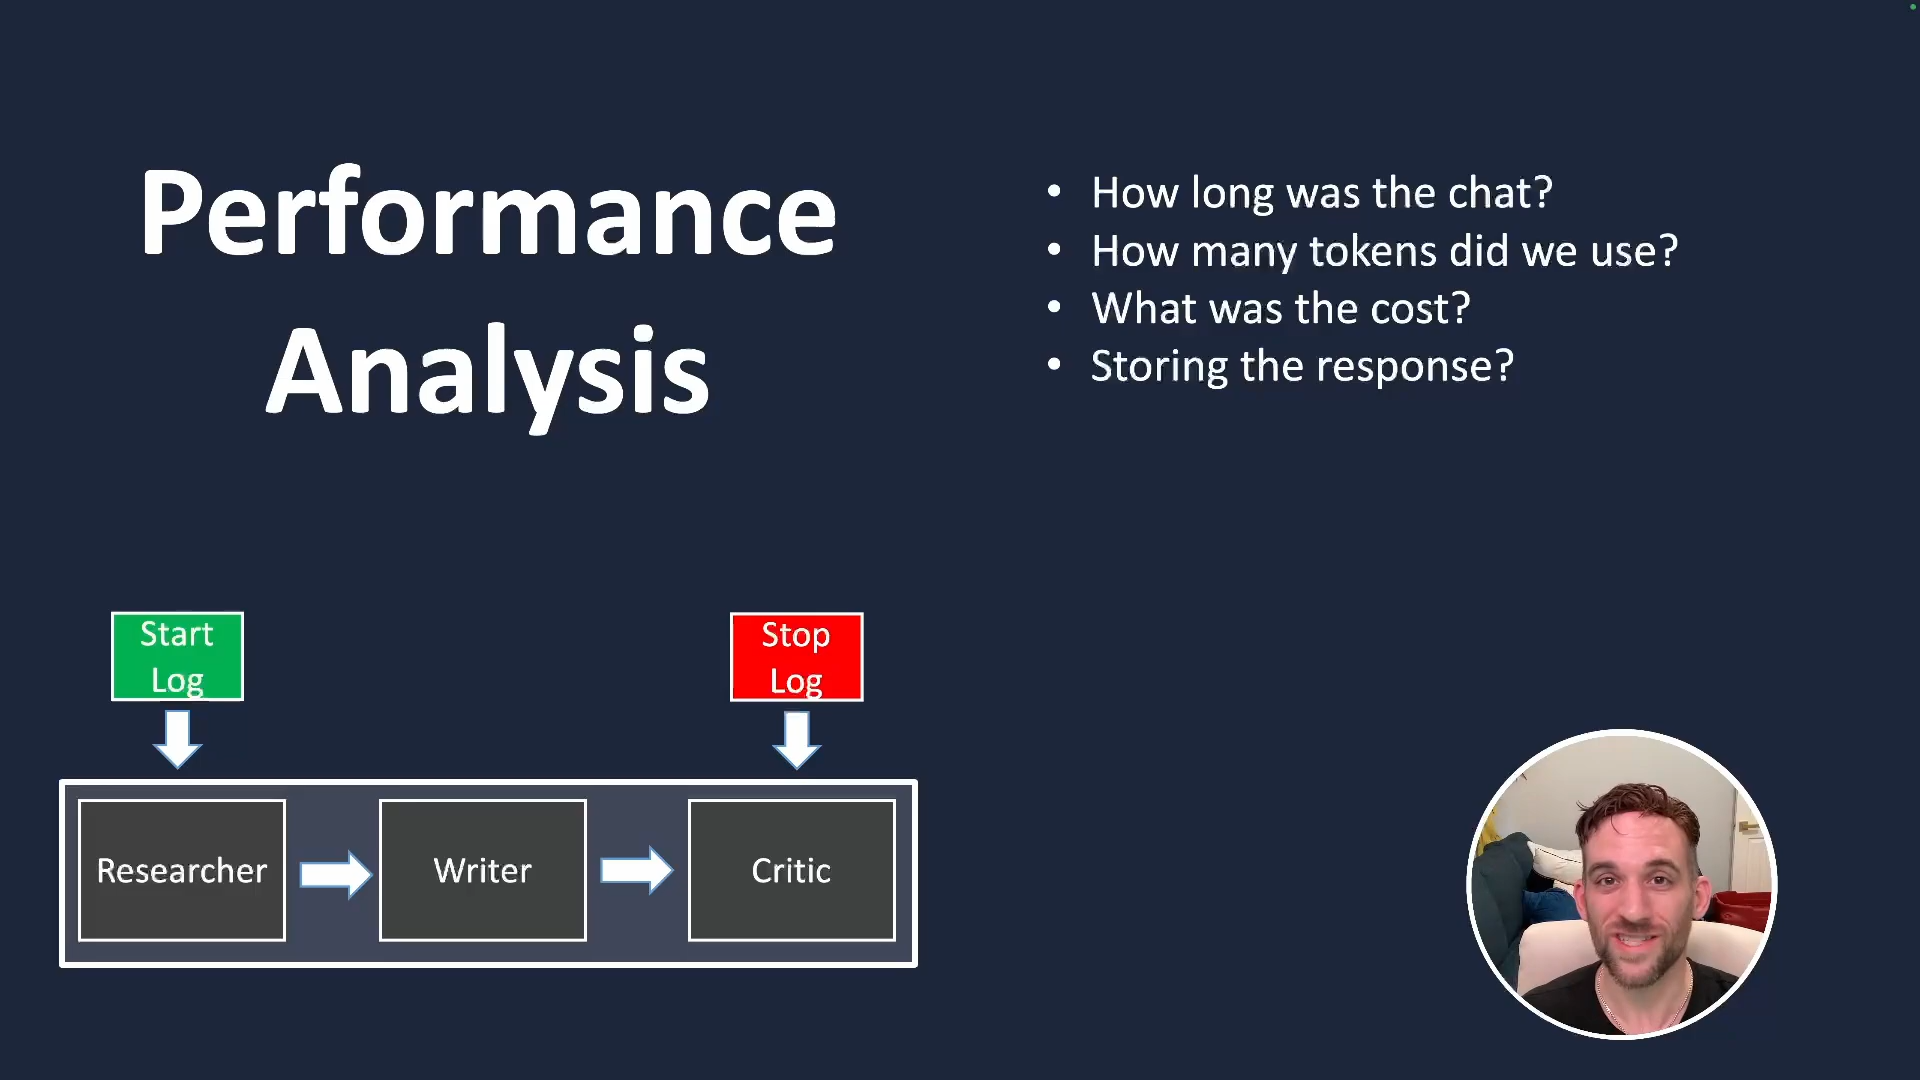 Performance
Analysis
• How long was the chat?
• How many tokens did we use?
• What was the cost?
• Storing the response?
Start
Log
Stop
Log
Researcher
Writer
Critic